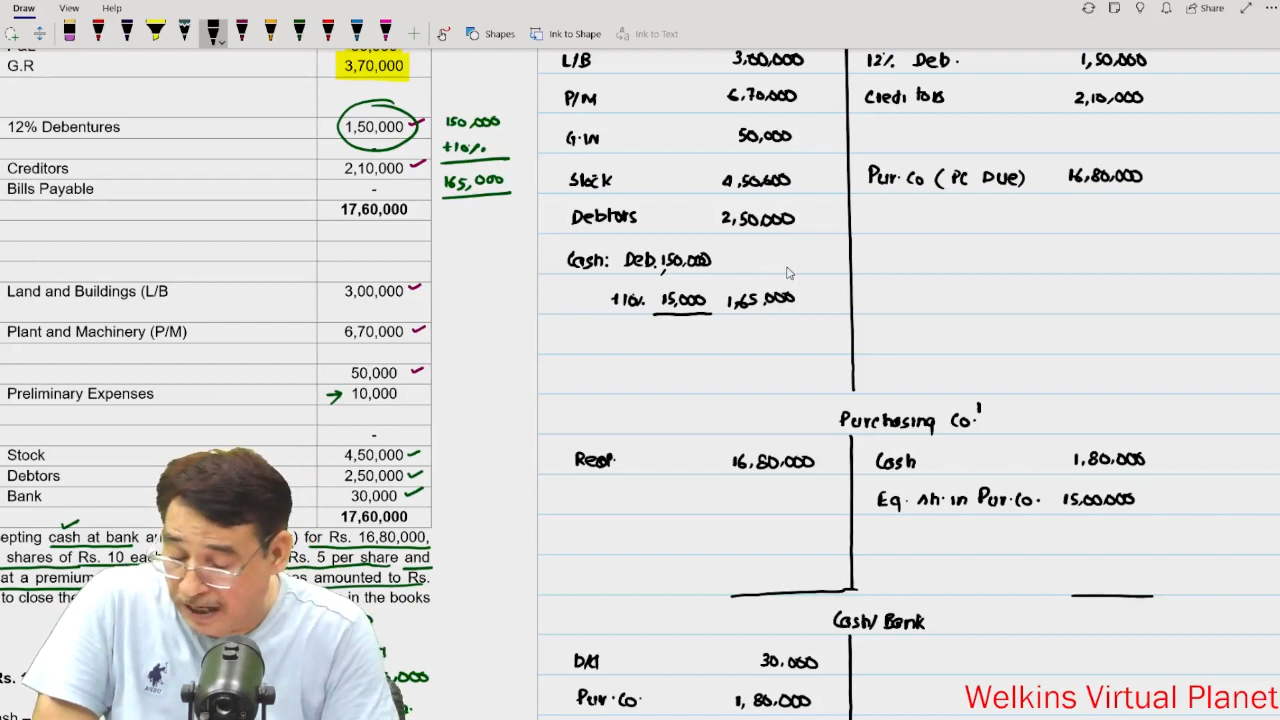 Draw View Help
Share
Shapes Ink to Shape Ink to Text
G.R 3,70,000
12% Debentures 1,50,000
Creditors 2,10,000
Bills Payable -
17,60,000
Land and Buildings (L/B 3,00,000
Plant and Machinery (P/M) 6,70,000
50,000
Preliminary Expenses 10,000
-
Stock 4,50,000
Debtors 2,50,000
Bank 30,000
17,60,000
epting cash at bank ) for Rs. 16,80,000,
shares of Rs. 10 eac Rs. 5 per share and
at a premium s amounted to Rs.
to close the in the books
150,000
+10%
165,000
L/B 3,00,000 12% Deb. 1,50,000
P/M 6,70,000 Creditors 2,10,000
G.W 50,000
Stock 4,50,000 Pur.Co (PC Due) 16,80,000
Debtors 2,50,000
Cash: Deb. 150,000
+10% 15,000 1,65,000
Purchasing Co.'
Real. 16,80,000 Cash 1,80,000
Eq. Sh. in Pur.Co. 15,00,000
Cash/Bank
b/d 30,000
Pur.Co. 1,80,000
Welkins Virtual Planet